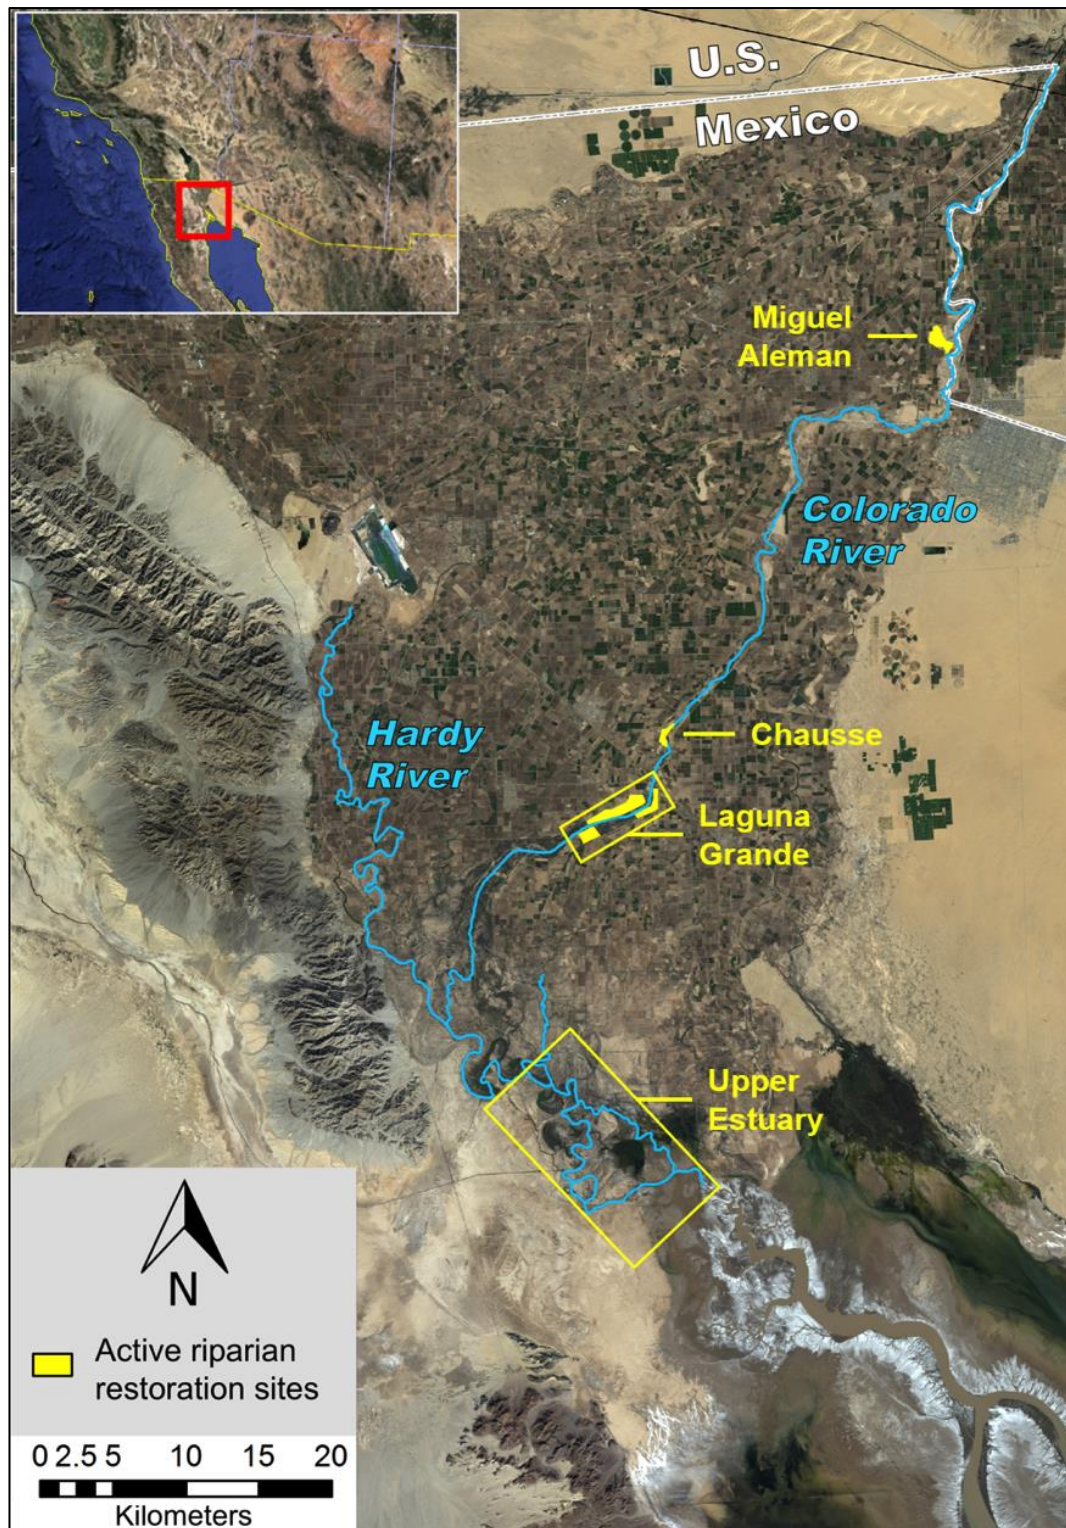 U.S.
Mexico
Miguel
Aleman
Colorado
River
Hardy
River
Chausse
Laguna
Grande
Upper
Estuary
N
Active riparian
restoration sites
0 2.5 5 10 15 20
Kilometers